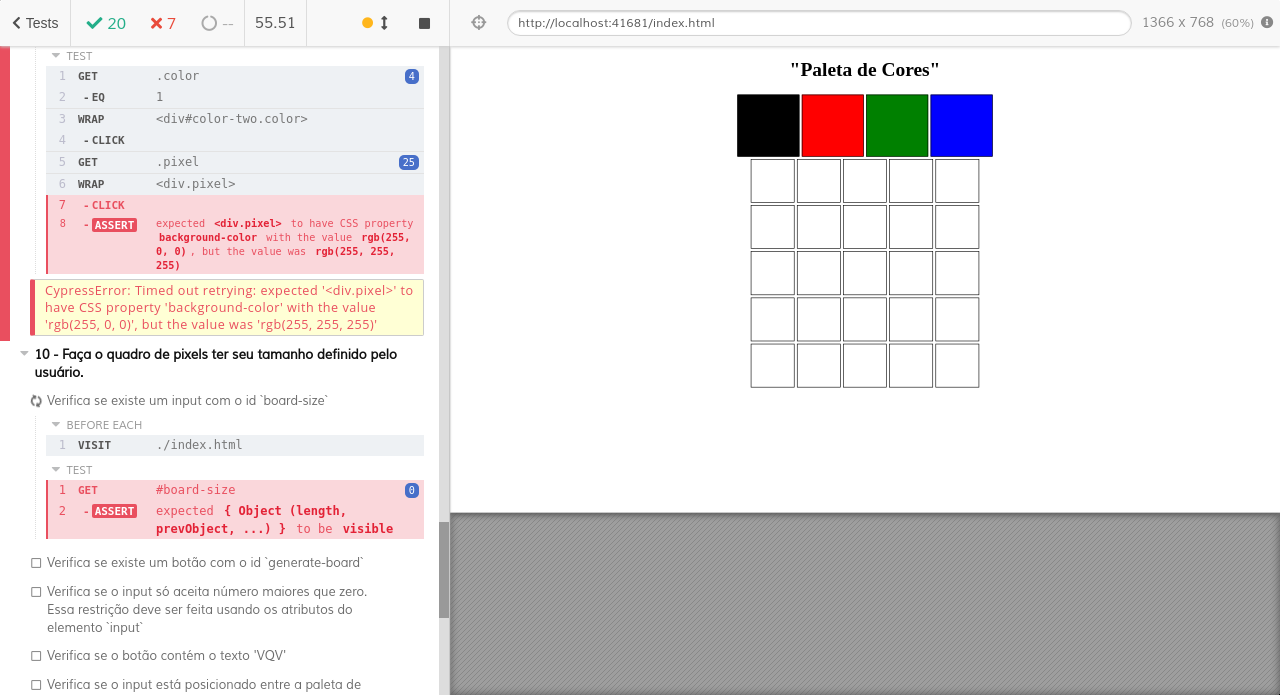 Tests 20 7 -- 55.51
http://localhost:41681/index.html 1366 x 768 (60%)
TEST
1 GET .color 4
2 - EQ 1
3 WRAP <div#color-two.color>
4 - CLICK
5 GET .pixel 25
6 WRAP <div.pixel>
7 - CLICK
8 - ASSERT expected <div.pixel> to have CSS property
background-color with the value rgb(255,
0, 0) , but the value was rgb(255, 255,
255)
CypressError: Timed out retrying: expected '<div.pixel>' to
have CSS property 'background-color' with the value
'rgb(255, 0, 0)', but the value was 'rgb(255, 255, 255)'
10 - Faça o quadro de pixels ter seu tamanho definido pelo
usuário.
Verifica se existe um input com o id `board-size`
BEFORE EACH
1 VISIT ./index.html
TEST
1 GET #board-size 0
2 - ASSERT expected { Object (length,
prevObject, ...) } to be visible
Verifica se existe um botão com o id `generate-board`
Verifica se o input só aceita número maiores que zero.
Essa restrição deve ser feita usando os atributos do
elemento `input`
Verifica se o botão contém o texto 'VQV'
Verifica se o input está posicionado entre a paleta de
"Paleta de Cores"